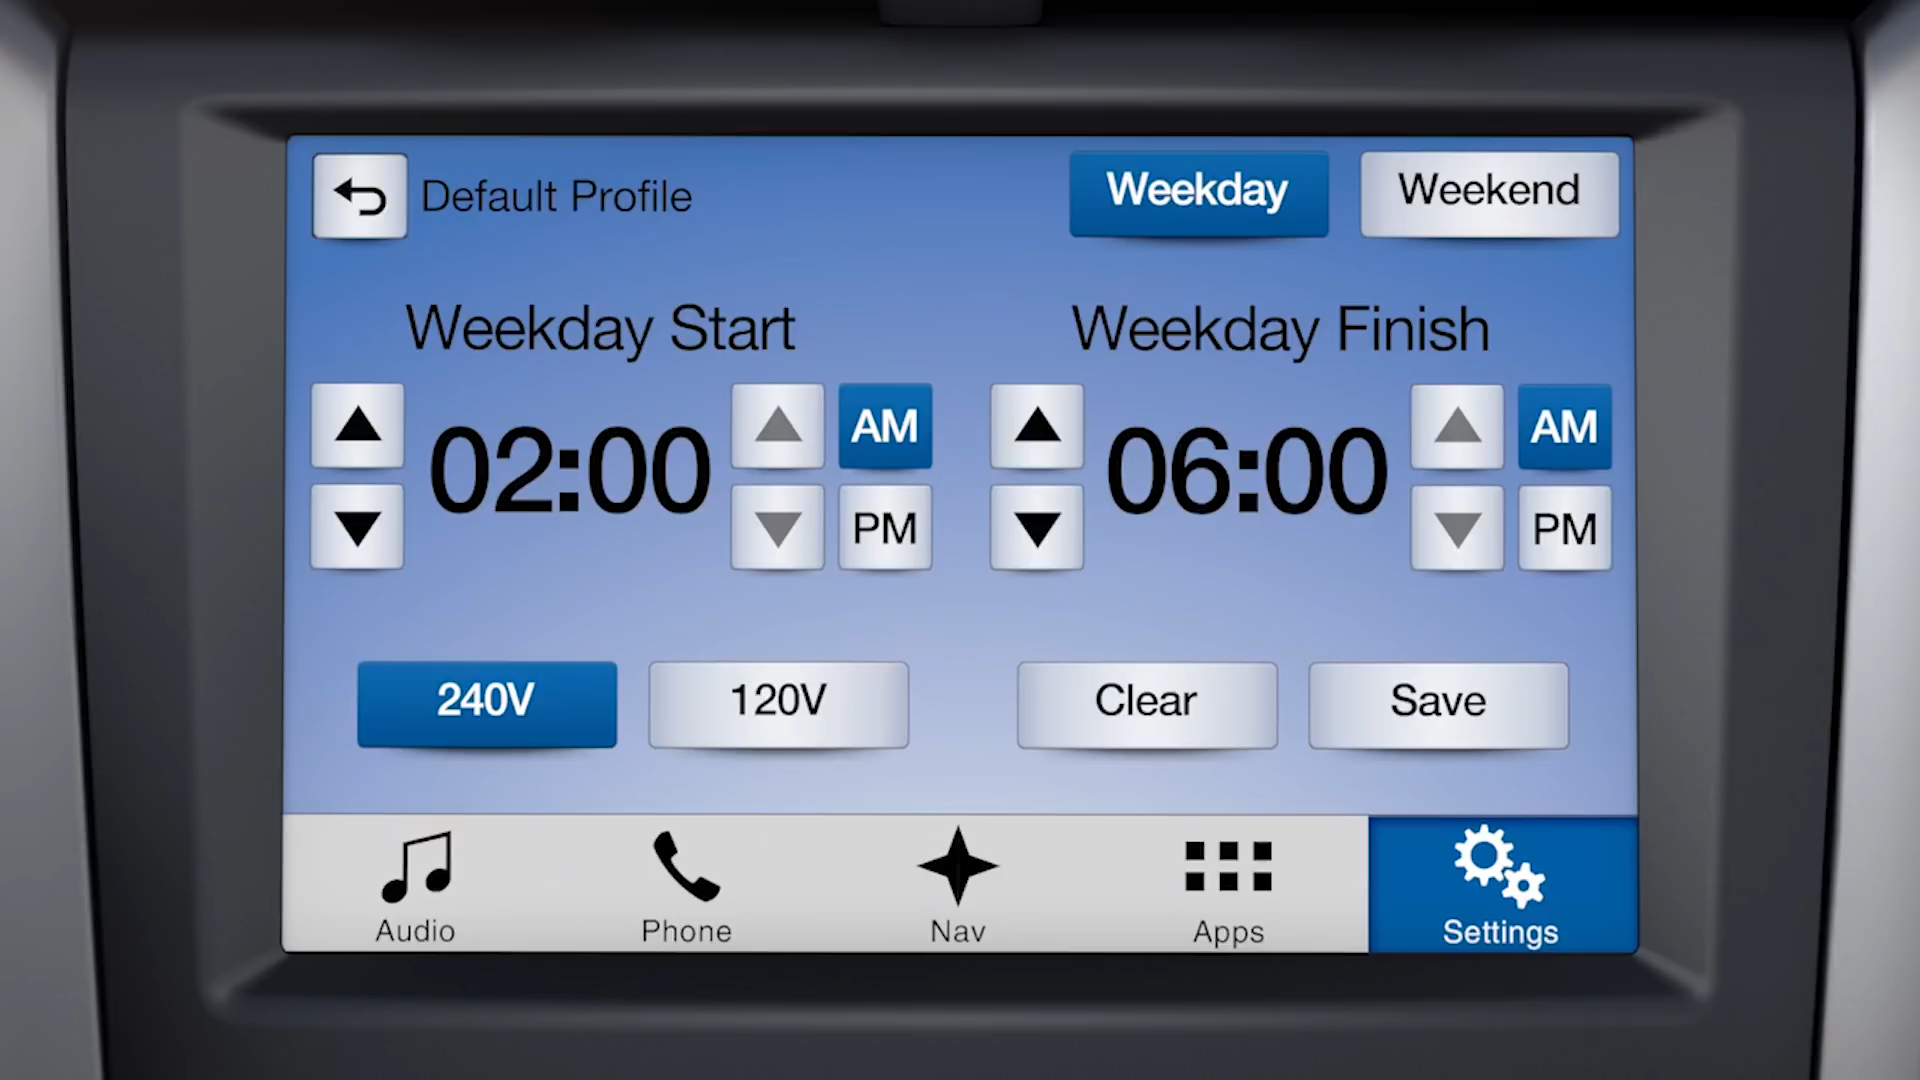 Default Profile
Weekday
Weekend
Weekday Start
Weekday Finish
02:00
AM
PM
06:00
AM
PM
240V
120V
Clear
Save
Audio
Phone
Nav
Apps
Settings